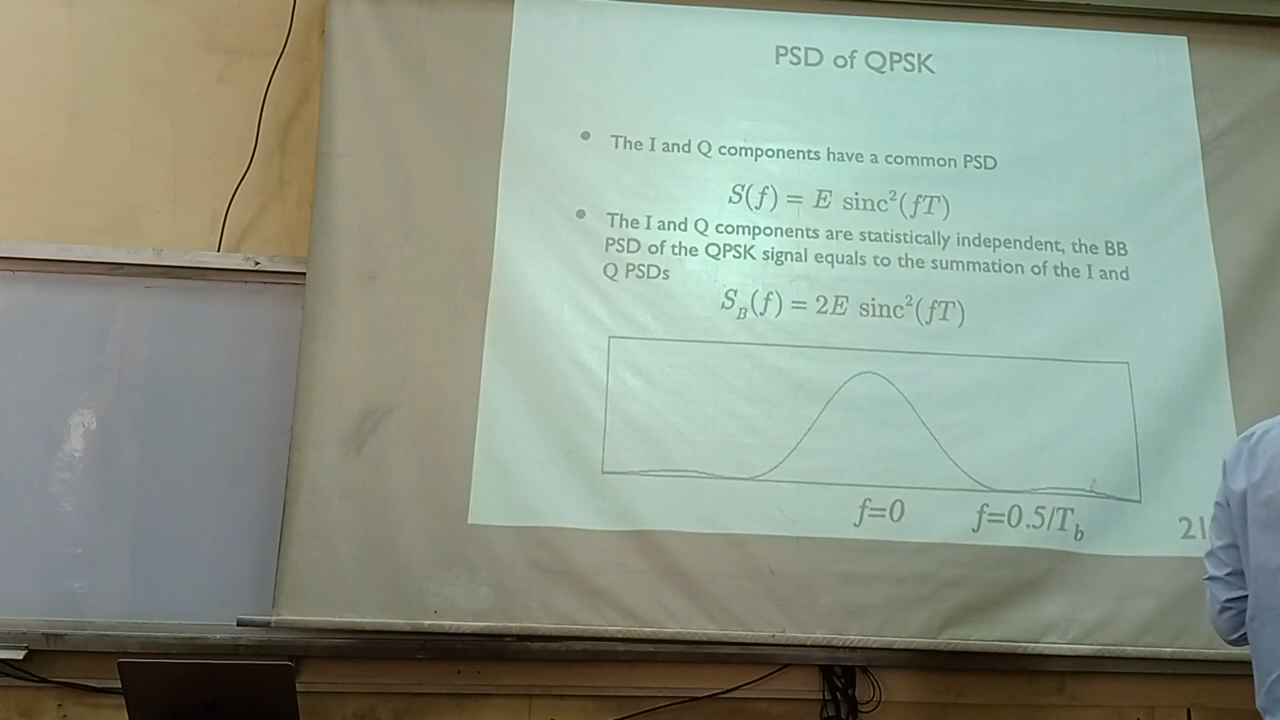 PSD of QPSK
• The I and Q components have a common PSD
S(f) = E sinc²(fT)
• The I and Q components are statistically independent, the BB
PSD of the QPSK signal equals to the summation of the I and
Q PSDs
S_B(f) = 2E sinc²(fT)
f=0 f=0.5/T_b
21